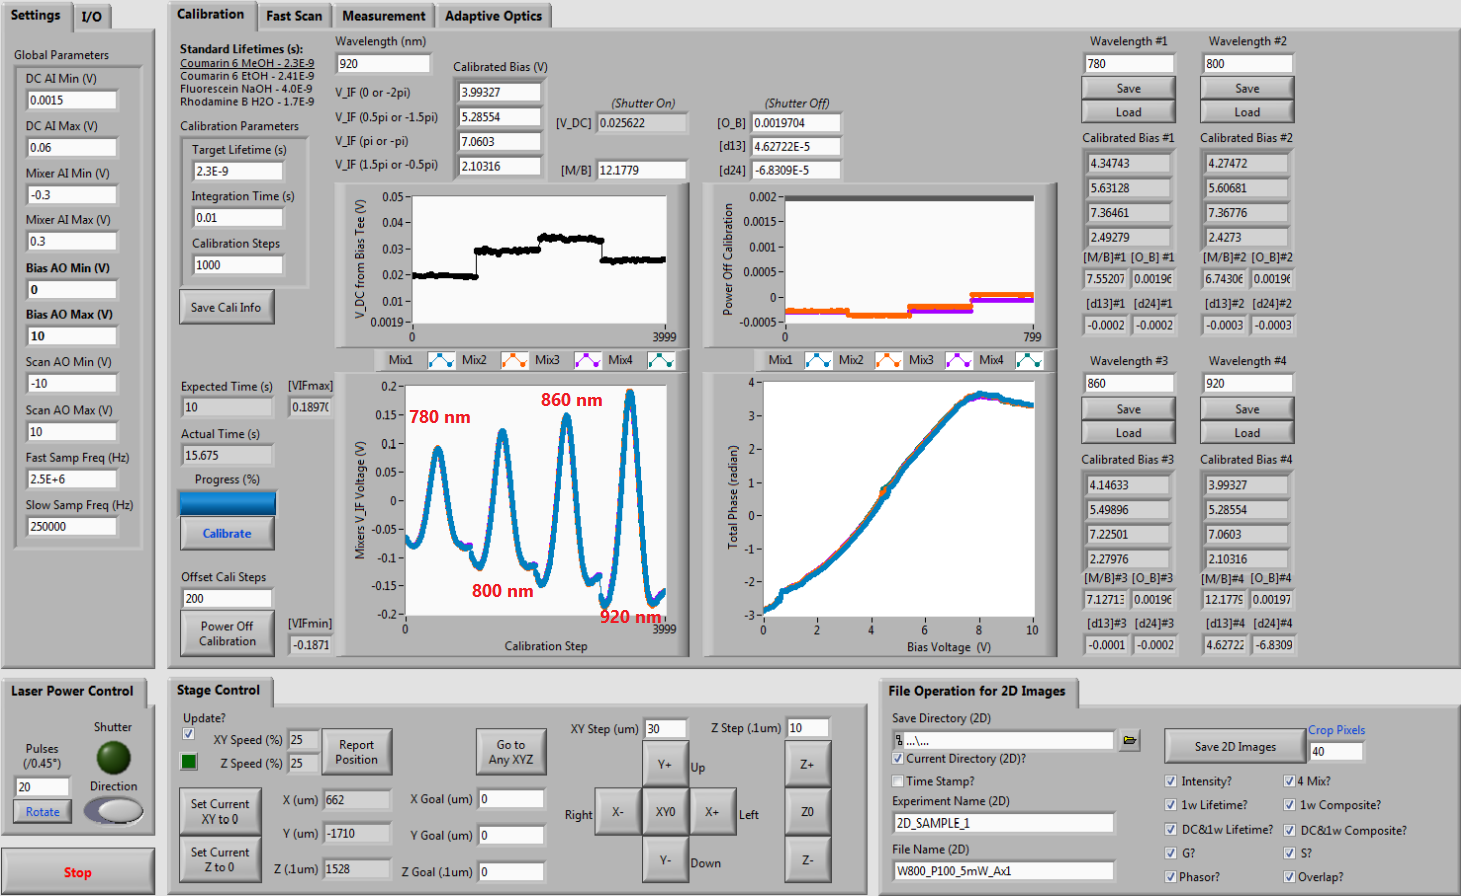 Settings
I/O
Global Parameters
DC AI Min (V)
0.0015
DC AI Max (V)
0.06
Mixer AI Min (V)
-0.3
Mixer AI Max (V)
0.3
Bias AO Min (V)
0
Bias AO Max (V)
10
Scan AO Min (V)
-10
Scan AO Max (V)
10
Fast Samp Freq (Hz)
2.5E+6
Slow Samp Freq (Hz)
250000
Calibration
Fast Scan
Measurement
Adaptive Optics
Standard Lifetimes (s):
Coumarin 6 MeOH - 2.3E-9
Coumarin 6 EtOH - 2.41E-9
Fluorescein NaOH - 4.0E-9
Rhodamine B H2O - 1.7E-9
Calibration Parameters
Target Lifetime (s)
2.3E-9
Integration Time (s)
0.01
Calibration Steps
1000
Save Cali Info
Expected Time (s)
[VIFmax]
10
0.1897(
Actual Time (s)
15.675
Progress (%)
Calibrate
Offset Cali Steps
200
Power Off
Calibration
[VIFmin]
-0.1871
Wavelength (nm)
920
Calibrated Bias (V)
V_IF (0 or -2pi)
3.99327
V_IF (0.5pi or -1.5pi)
5.28554
V_IF (pi or -pi)
7.0603
V_IF (1.5pi or -0.5pi)
2.10316
(Shutter On)
[V_DC]
0.025622
[M/B]
12.1779
(Shutter Off)
[O_B]
0.0019704
[d13]
4.62722E-5
[d24]
-6.8309E-5
V_DC from Bias Tee (V)
0.05
0.04
0.03
0.02
0.01
0.0019
0
3999
Power Off Calibration
0.002
0.0015
0.001
0.0005
0
-0.0005
0
799
Mix1
Mix2
Mix3
Mix4
Mix1
Mix2
Mix3
Mix4
Mixers V_IF Voltage (V)
0.2
0.15
0.1
0.05
0
-0.05
-0.1
-0.15
-0.2
780 nm
860 nm
800 nm
920 nm
0
3999
Calibration Step
Total Phase (radian)
4
3
2
1
0
-1
-2
-3
0
2
4
6
8
10
Bias Voltage (V)
Wavelength #1
780
Save
Load
Calibrated Bias #1
4.34743
5.63128
7.36461
2.49279
[M/B]#1 [O_B] #1
7.55207 0.00196
[d13]#1 [d24]#1
-0.0002 -0.0002
Wavelength #2
800
Save
Load
Calibrated Bias #2
4.27472
5.60681
7.36776
2.4273
[M/B]#2 [O_B]#2
6.74306 0.00196
[d13]#2 [d24]#2
-0.0003 -0.0003
Wavelength #3
860
Save
Load
Calibrated Bias #3
4.14633
5.49896
7.22501
2.27976
[M/B]#3 [O_B]#3
7.12713 0.00196
[d13]#3 [d24]#3
-0.0001 -0.0002
Wavelength #4
920
Save
Load
Calibrated Bias #4
3.99327
5.28554
7.0603
2.10316
[M/B]#4 [O_B]#4
12.1779 0.00197
[d13]#4 [d24]#4
4.62722 -6.8309
Laser Power Control
Shutter
Pulses
(/0.45°)
20
Direction
Rotate
Stop
Stage Control
Update?
XY Speed (%)
25
Z Speed (%)
25
Report
Position
Go to
Any XYZ
Set Current
XY to 0
Set Current
Z to 0
X (um)
662
Y (um)
-1710
Z (.1um)
1528
X Goal (um)
0
Y Goal (um)
0
Z Goal (.1um)
0
XY Step (um)
30
Z Step (.1um)
10
Y+
Up
Right
X-
XY0
X+
Left
Y-
Down
Z+
Z0
Z-
File Operation for 2D Images
Save Directory (2D)
...\...
Current Directory (2D)?
Time Stamp?
Experiment Name (2D)
2D_SAMPLE_1
File Name (2D)
W800_P100_5mW_Ax1
Save 2D Images
Crop Pixels
40
Intensity?
4 Mix?
1w Lifetime?
1w Composite?
DC&1w Lifetime?
DC&1w Composite?
G?
S?
Phasor?
Overlap?